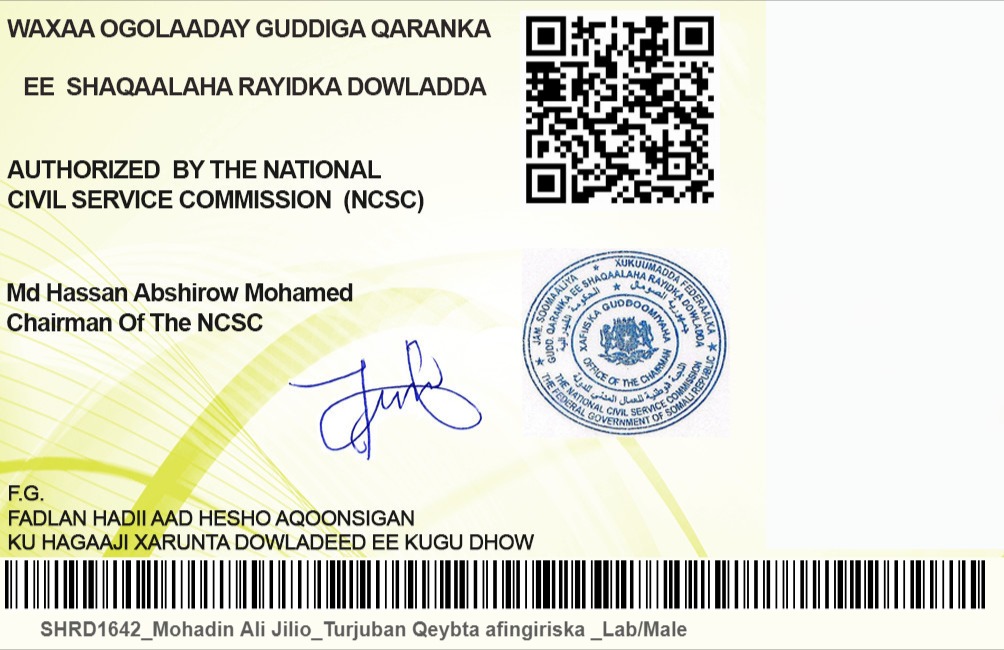 WAXAA OGOLAADAY GUDDIGA QARANKA
EE SHAQAALAHA RAYIDKA DOWLADDA
AUTHORIZED BY THE NATIONAL
CIVIL SERVICE COMMISSION (NCSC)
Md Hassan Abshirow Mohamed
Chairman Of The NCSC
JAM. SOOMAALIYA ★ XUKUUMADDA FEDERAALKA ★
GUDD. QARANKA EE SHAQAALAHA RAYIDKA DOWLADDA
XAFIISKA GUDDOOMIYAHA
OFFICE OF THE CHAIRMAN
THE NATIONAL CIVIL SERVICE COMMISSION
THE FEDERAL GOVERNMENT OF SOMALI REPUBLIC
F.G.
FADLAN HADII AAD HESHO AQOONSIGAN
KU HAGAAJI XARUNTA DOWLADEED EE KUGU DHOW
SHRD1642_Mohadin Ali Jilio_Turjuban Qeybta afingiriska _Lab/Male